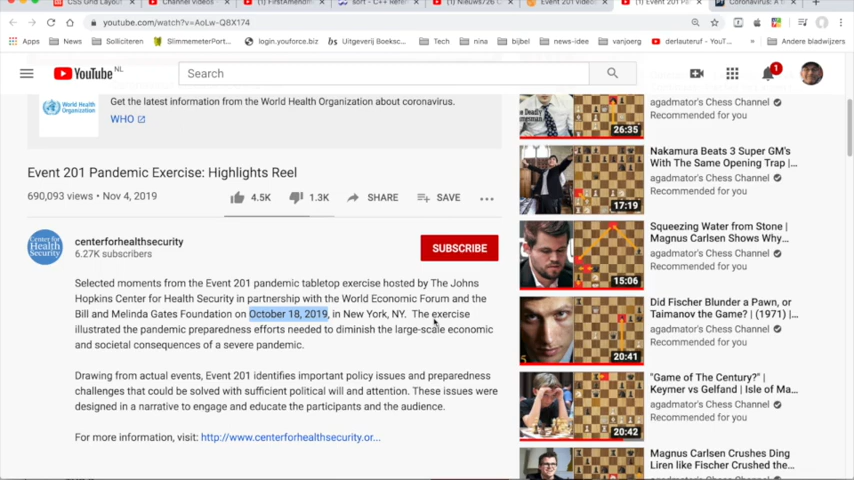 CSS Grid Layout
Channel Videos
(1) FirstAmendm
sort - C++ Refer
(1) Nieuws726 C
Event 201 Videos
(1) Event 201 Pan
Coronavirus: A t
youtube.com/watch?v=AoLw-Q8X174
Apps
News
Solliciteren
SlimmemeterPort...
login.youforce.biz
Uitgeverij Boeksc...
Tech
nina
bijbel
news-idee
vanjoerg
derlauteruf - YouT...
Andere bladwijzers
YouTube NL
Search
1
World Health Organization
Get the latest information from the World Health Organization about coronavirus.
WHO
Event 201 Pandemic Exercise: Highlights Reel
690,093 views • Nov 4, 2019
4.5K
1.3K
SHARE
SAVE
Center for Health Security
centerforhealthsecurity
6.27K subscribers
SUBSCRIBE
Selected moments from the Event 201 pandemic tabletop exercise hosted by The Johns
Hopkins Center for Health Security in partnership with the World Economic Forum and the
Bill and Melinda Gates Foundation on October 18, 2019, in New York, NY. The exercise
illustrated the pandemic preparedness efforts needed to diminish the large-scale economic
and societal consequences of a severe pandemic.
Drawing from actual events, Event 201 identifies important policy issues and preparedness
challenges that could be solved with sufficient political will and attention. These issues were
designed in a narrative to engage and educate the participants and the audience.
For more information, visit: http://www.centerforhealthsecurity.or...
26:35
agadmator's Chess Channel
Recommended for you
17:19
Nakamura Beats 3 Super GM's
With The Same Opening Trap |...
agadmator's Chess Channel
Recommended for you
15:06
Squeezing Water from Stone |
Magnus Carlsen Shows Why...
agadmator's Chess Channel
Recommended for you
20:41
Did Fischer Blunder a Pawn, or
Taimanov the Game? | (1971) |
agadmator's Chess Channel
Recommended for you
20:42
"Game of The Century?" |
Keymer vs Gelfand | Isle of Ma...
agadmator's Chess Channel
Recommended for you
Magnus Carlsen Crushes Ding
Liren like Fischer Crushed the...
agadmator's Chess Channel